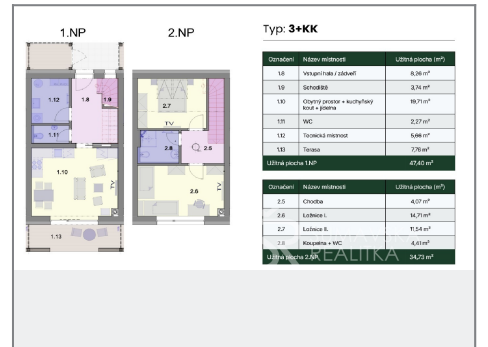 1.NP
2.NP
Typ: 3+KK
1.12
1.8
1.9
1.11
1.10
TV
1.13
2.7
TV
2.8
2.5
2.6
TV
Označení Název místnosti Užitná plocha (m²)
1.8 Vstupní hala / zádveří 8,26 m²
1.9 Schodiště 3,74 m²
1.10 Obytný prostor + kuchyňský kout + jídelna 19,71 m²
1.11 WC 2,27 m²
1.12 Technická místnost 5,66 m²
1.13 Terasa 7,76 m²
Užitná plocha 1.NP 47,40 m²
Označení Název místnosti Užitná plocha (m²)
2.5 Chodba 4,07 m²
2.6 Ložnice I. 14,71 m²
2.7 Ložnice II. 11,54 m²
2.8 Koupelna + WC 4,41 m²
Užitná plocha 2.NP 34,73 m²
REALITKA